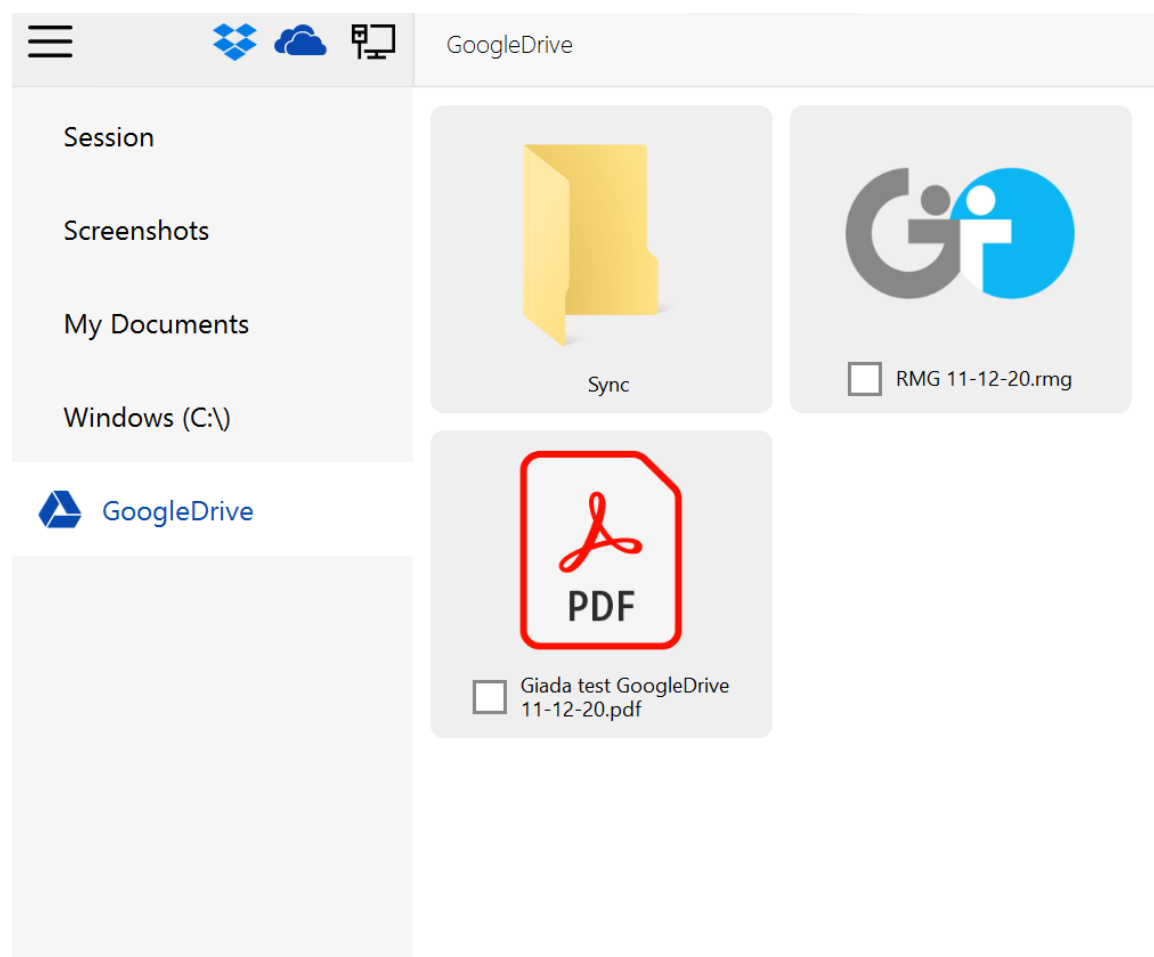 GoogleDrive
Session
Screenshots
My Documents
Windows (C:\)
GoogleDrive
Sync
RMG 11-12-20.rmg
PDF
Giada test GoogleDrive
11-12-20.pdf